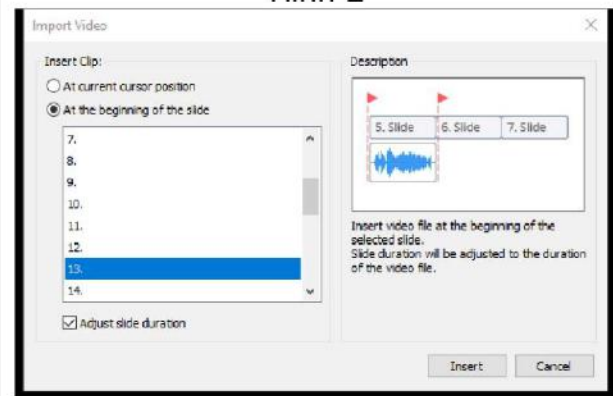 Import Video
Insert Clip:
At current cursor position
At the beginning of the slide
7.
8.
9.
10.
11.
12.
13.
14.
Adjust slide duration
Description
5. Slide 6. Slide 7. Slide
Insert video file at the beginning of the
selected slide.
Slide duration will be adjusted to the duration
of the video file.
Insert Cancel